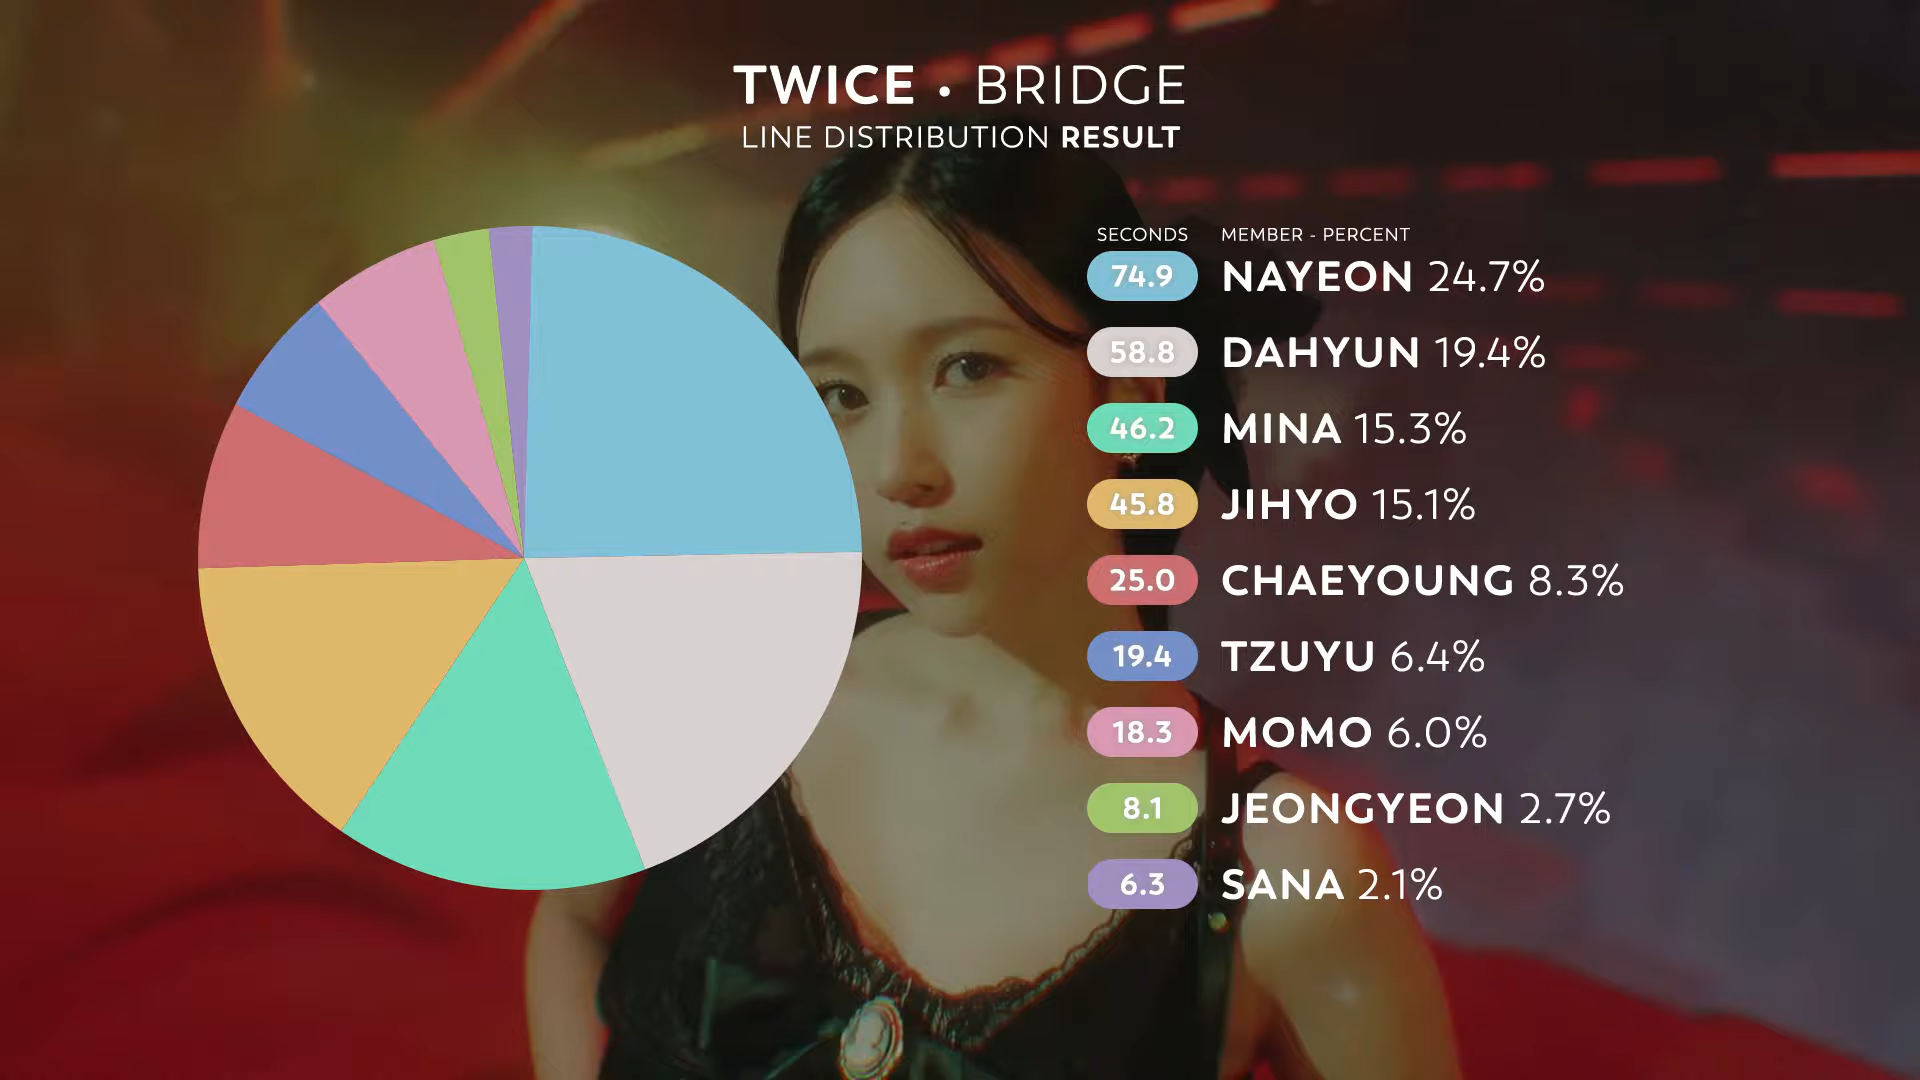 TWICE • BRIDGE
LINE DISTRIBUTION RESULT
SECONDS MEMBER - PERCENT
74.9 NAYEON 24.7%
58.8 DAHYUN 19.4%
46.2 MINA 15.3%
45.8 JIHYO 15.1%
25.0 CHAEYOUNG 8.3%
19.4 TZUYU 6.4%
18.3 MOMO 6.0%
8.1 JEONGYEON 2.7%
6.3 SANA 2.1%